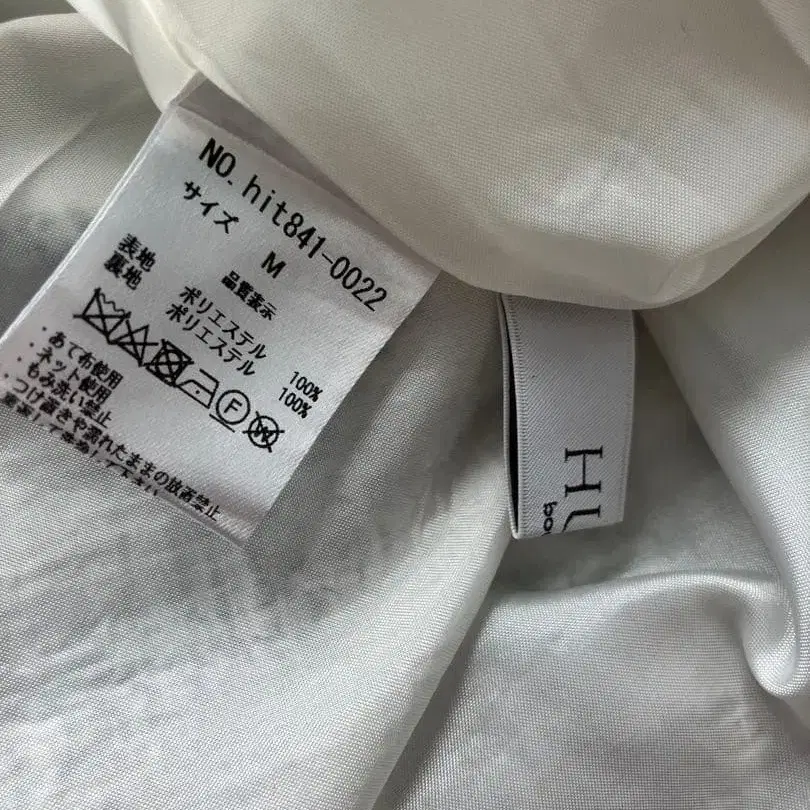 NO.hit841-0022
サイズ M
品質表示
表地 ポリエステル 100%
裏地 ポリエステル 100%
F
W
・あて布使用
・ネット使用
・もみ洗い禁止
・つけ置きや濡れたままの放置禁止
HU